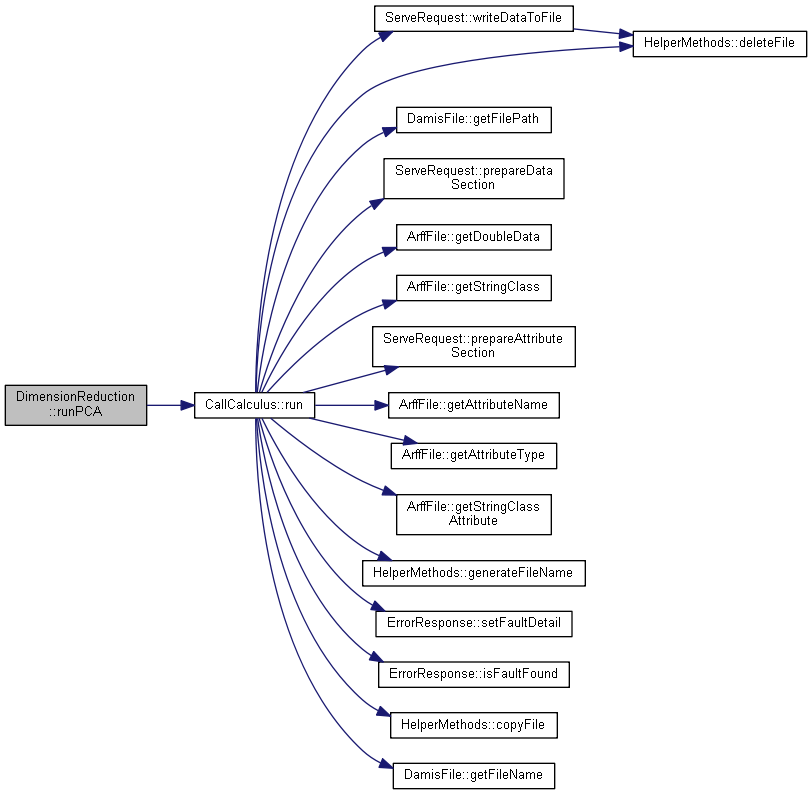 ServeRequest::writeDataToFile
HelperMethods::deleteFile
DamisFile::getFilePath
ServeRequest::prepareData
Section
ArffFile::getDoubleData
ArffFile::getStringClass
ServeRequest::prepareAttribute
Section
DimensionReduction
::runPCA
CallCalculus::run
ArffFile::getAttributeName
ArffFile::getAttributeType
ArffFile::getStringClass
Attribute
HelperMethods::generateFileName
ErrorResponse::setFaultDetail
ErrorResponse::isFaultFound
HelperMethods::copyFile
DamisFile::getFileName